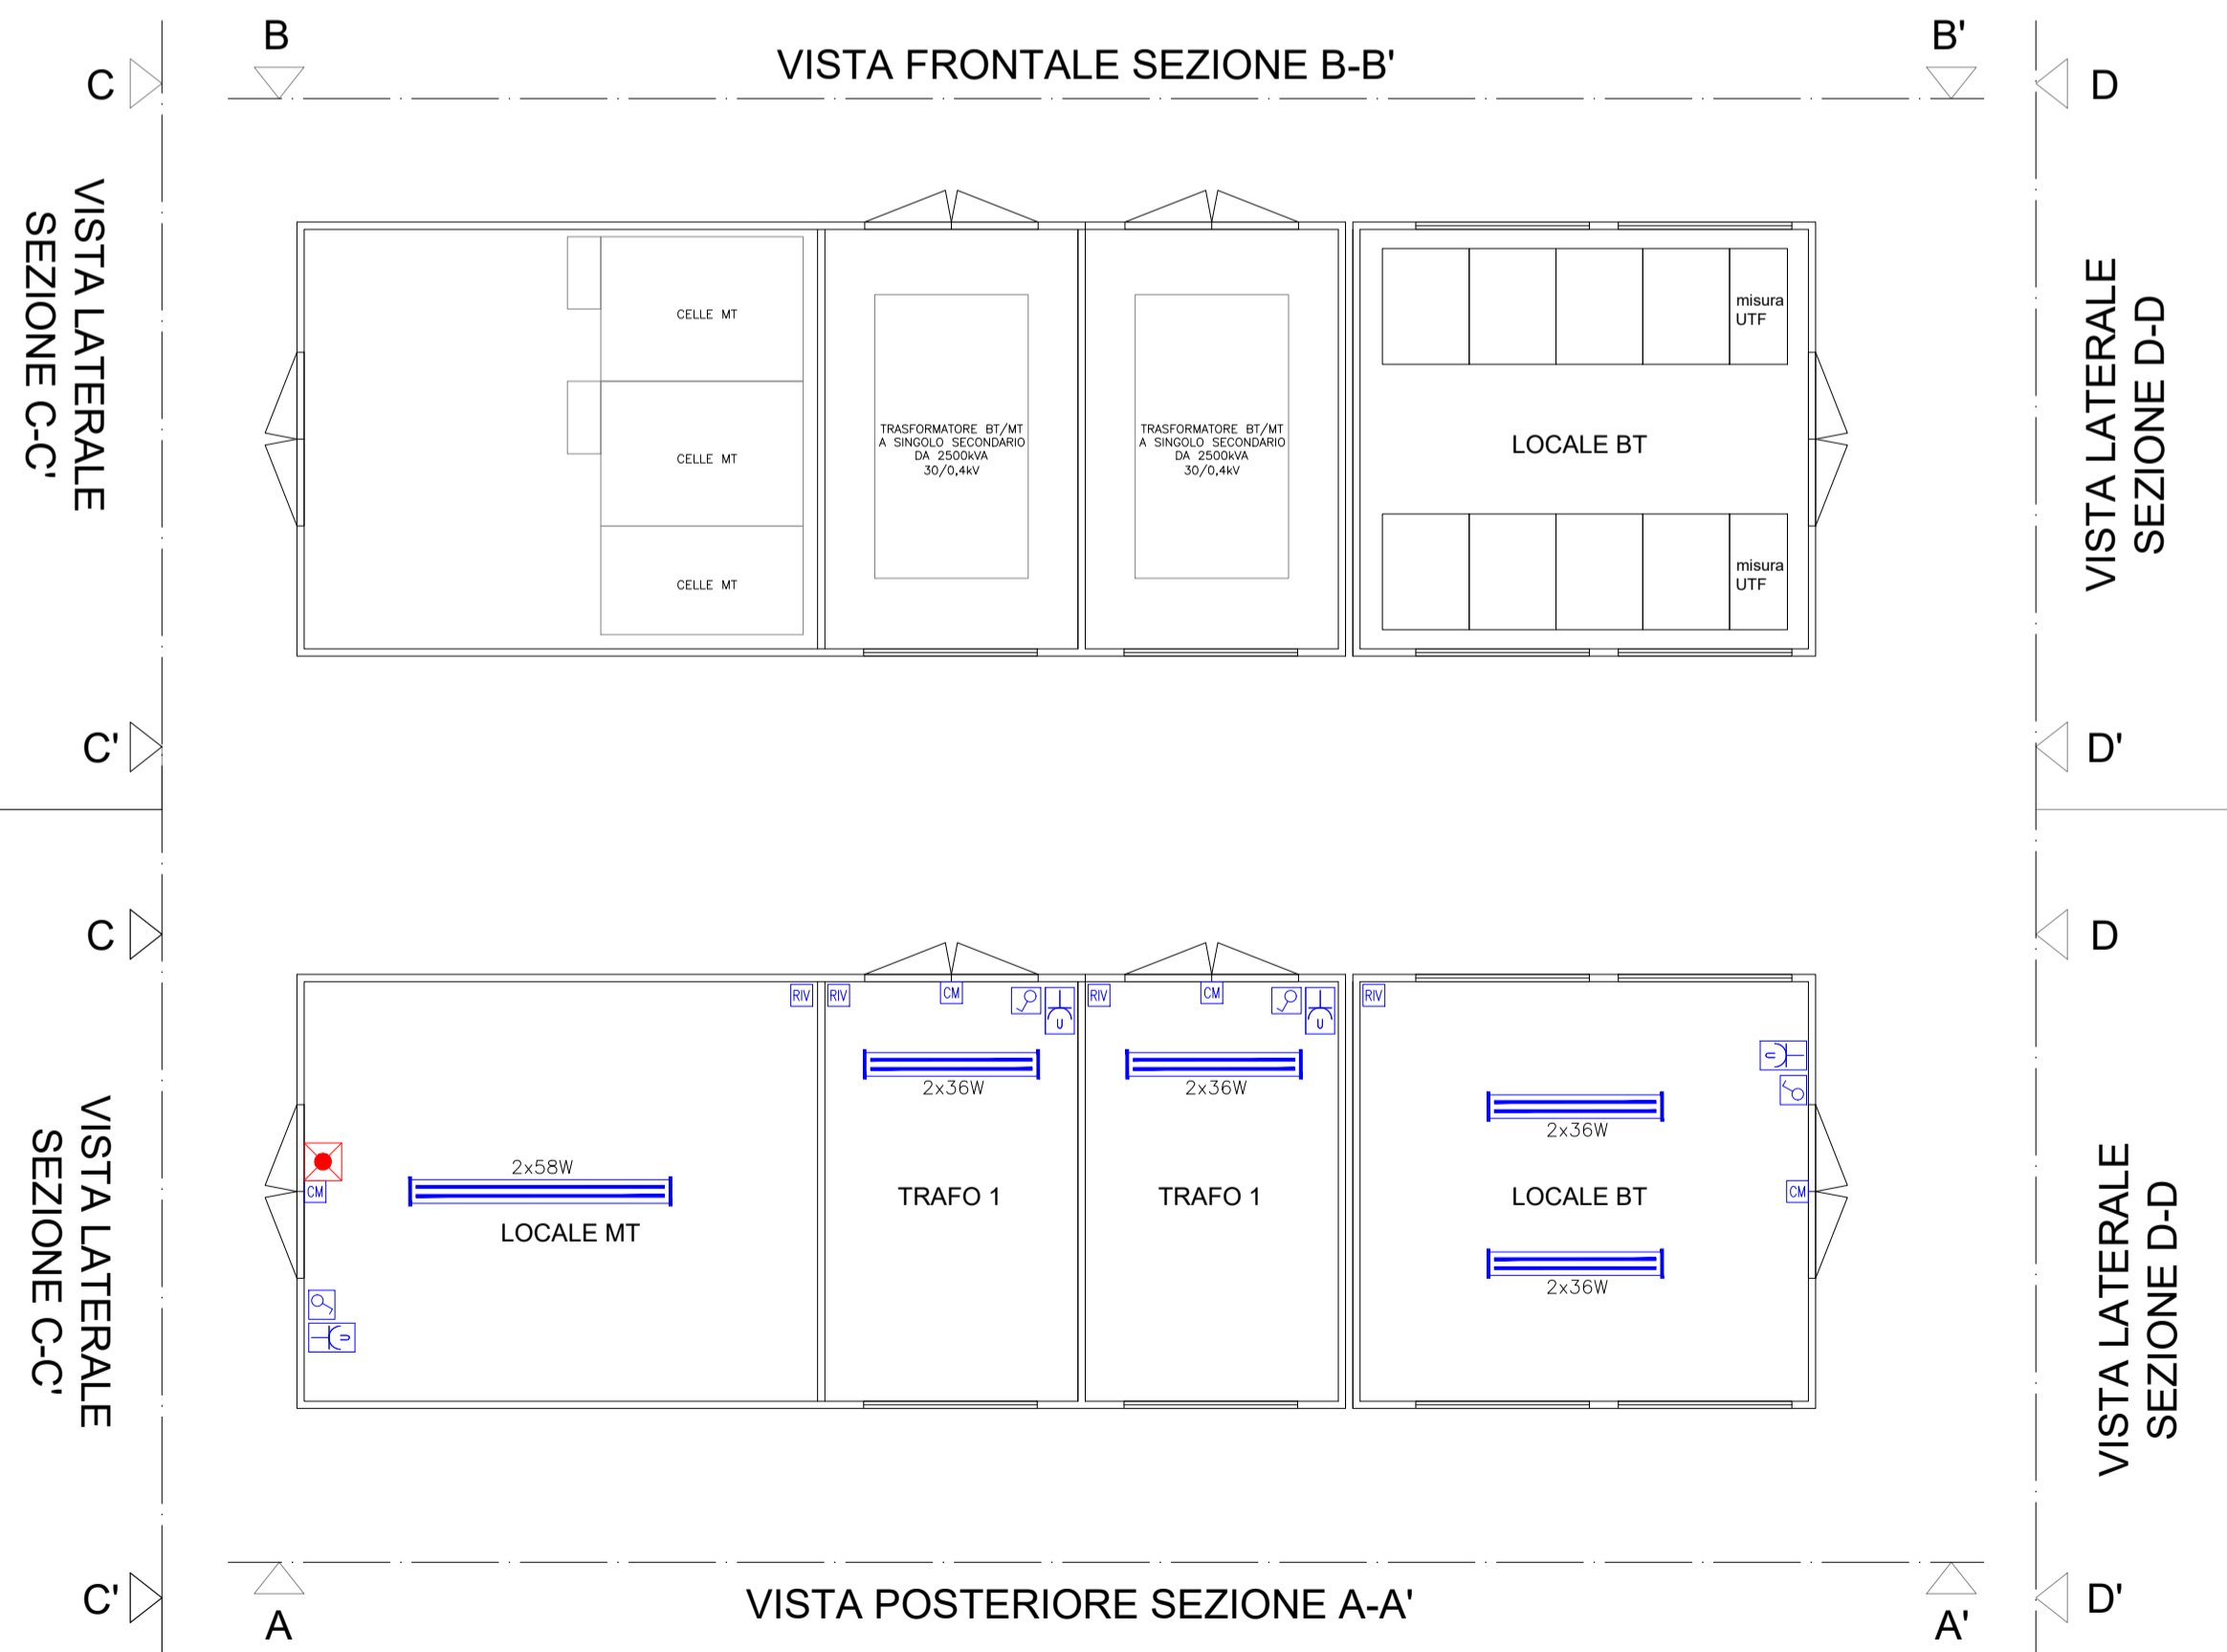 B
B'
C
VISTA FRONTALE SEZIONE B-B'
D
VISTA LATERALE
SEZIONE C-C'
CELLE MT
CELLE MT
CELLE MT
TRASFORMATORE BT/MT
A SINGOLO SECONDARIO
DA 2500kVA
30/0,4kV
TRASFORMATORE BT/MT
A SINGOLO SECONDARIO
DA 2500kVA
30/0,4kV
misura
UTF
LOCALE BT
misura
UTF
VISTA LATERALE
SEZIONE D-D
C'
D'
C
D
VISTA LATERALE
SEZIONE C-C'
RIV
RIV
CM
U
RIV
CM
U
RIV
2x36W
2x36W
U
2x36W
2x58W
CM
LOCALE MT
TRAFO 1
TRAFO 1
LOCALE BT
CM
2x36W
U
VISTA LATERALE
SEZIONE D-D
C'
A
VISTA POSTERIORE SEZIONE A-A'
A'
D'